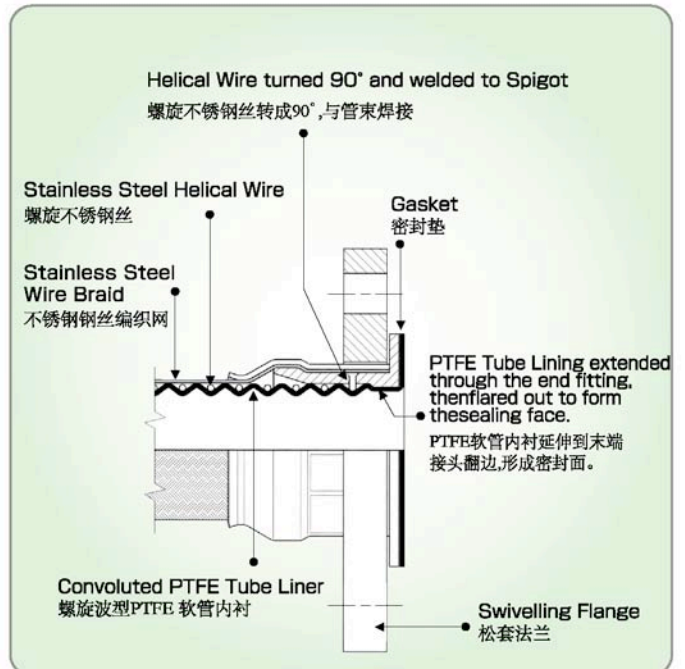 Helical Wire turned 90° and welded to Spigot
螺旋不锈钢丝转成90°,与管束焊接
Stainless Steel Helical Wire
螺旋不锈钢丝
Gasket
密封垫
Stainless Steel
Wire Braid
不锈钢钢丝编织网
PTFE Tube Lining extended
through the end fitting,
thenflared out to form
thesealing face.
PTFE软管内衬延伸到末端
接头翻边,形成密封面。
Convoluted PTFE Tube Liner
螺旋波型PTFE 软管内衬
Swivelling Flange
松套法兰